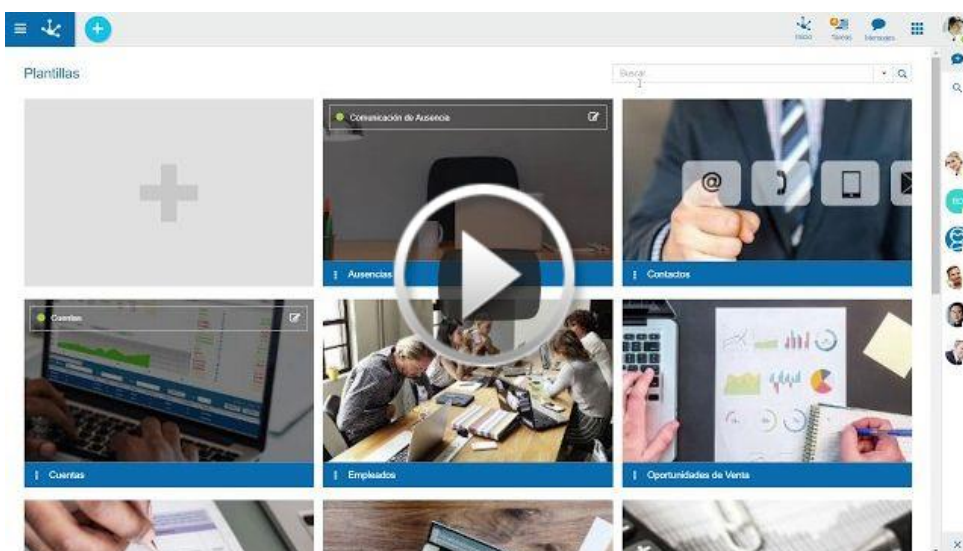 Inicio
Tareas
Mensajes
Plantillas
Buscar
Comunicación de Ausencia
@
Ausencias
Contactos
Cuentas
Cuentas
Empleados
Oportunidades de Venta